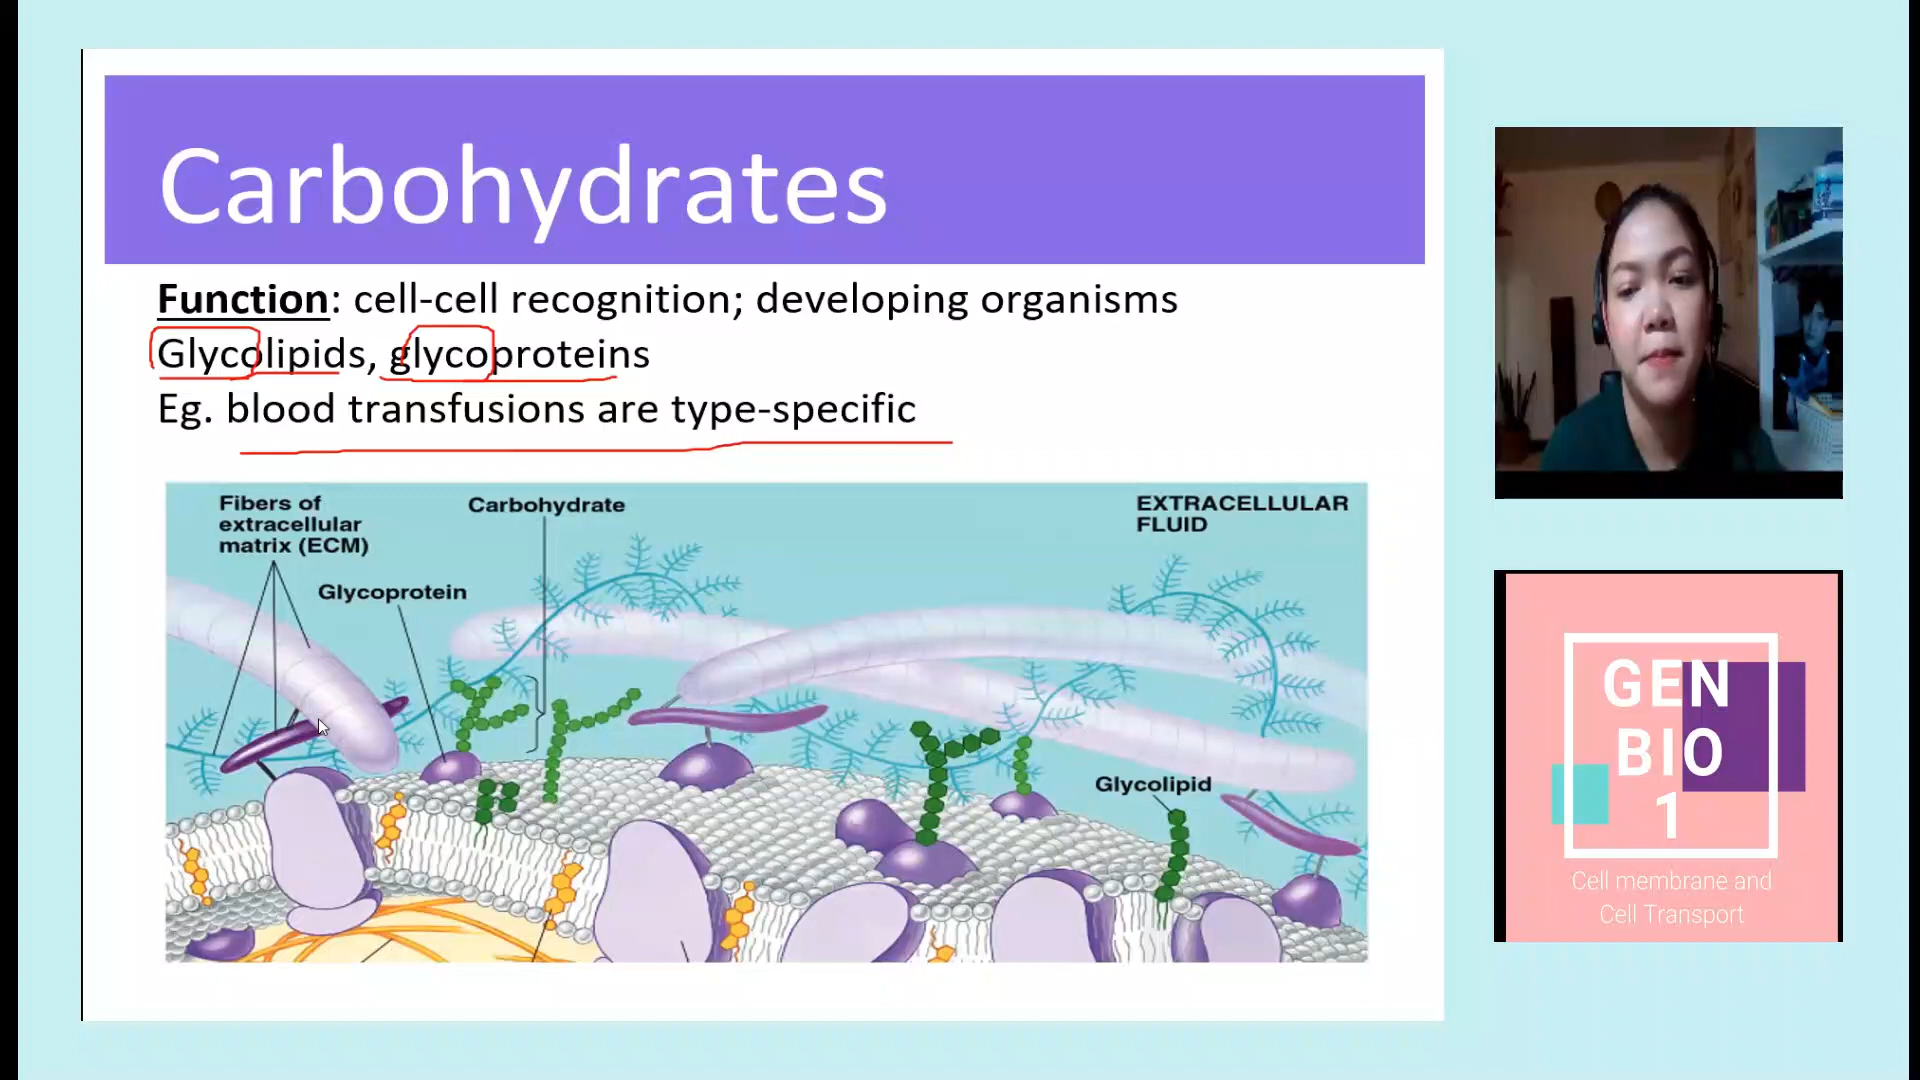 Carbohydrates
Function: cell-cell recognition; developing organisms
Glycolipids, glycoproteins
Eg. blood transfusions are type-specific
Fibers of
extracellular
matrix (ECM)
Carbohydrate
EXTRACELLULAR
FLUID
Glycoprotein
Glycolipid
GEN
BIO
1
Cell membrane and
Cell Transport